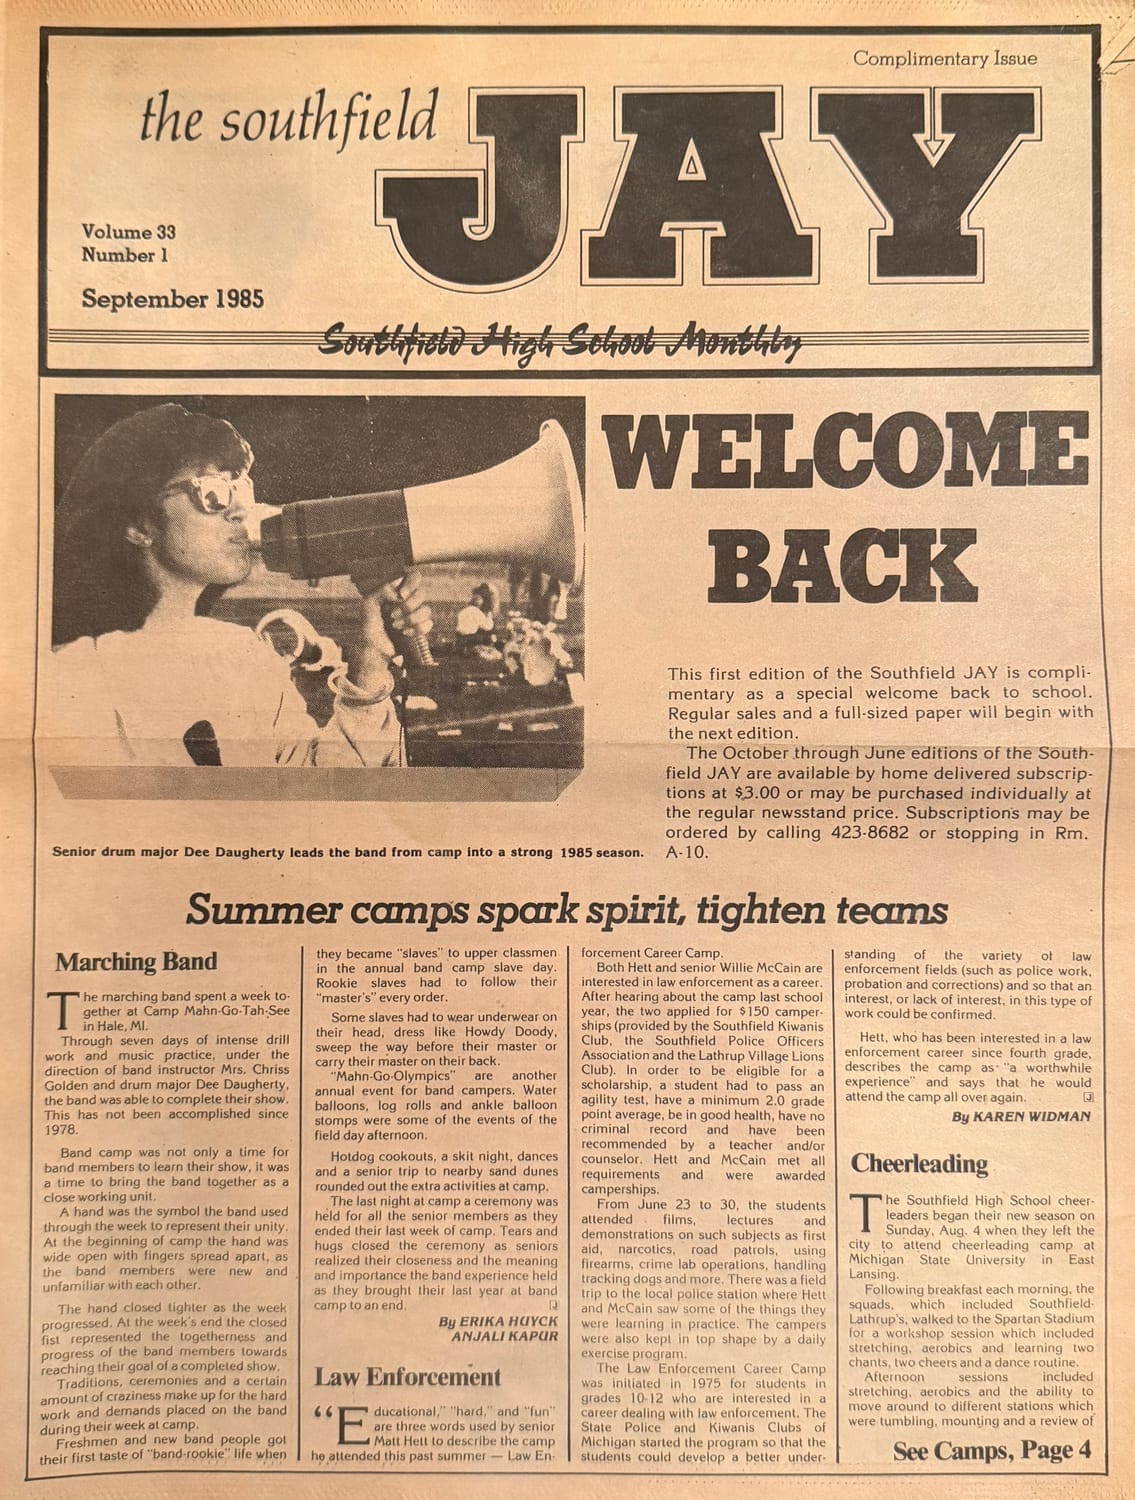 Complimentary Issue
the southfield
JAY
Volume 33
Number 1
September 1985
Southfield High School Monthly
WELCOME
BACK
This first edition of the Southfield JAY is compli-
mentary as a special welcome back to school.
Regular sales and a full-sized paper will begin with
the next edition.
The October through June editions of the South-
field JAY are available by home delivered subscrip-
tions at $3.00 or may be purchased individually at
the regular newsstand price. Subscriptions may be
ordered by calling 423-8682 or stopping in Rm.
A-10.
Senior drum major Dee Daugherty leads the band from camp into a strong 1985 season.
Summer camps spark spirit, tighten teams
Marching Band
The marching band spent a week to-
gether at Camp Mahn-Go-Tah-See
in Hale, MI.
Through seven days of intense drill
work and music practice, under the
direction of band instructor Mrs. Chriss
Golden and drum major Dee Daugherty,
the band was able to complete their show.
This has not been accomplished since
1978.
Band camp was not only a time for
band members to learn their show, it was
a time to bring the band together as a
close working unit.
A hand was the symbol the band used
through the week to represent their unity.
At the beginning of camp the hand was
wide open with fingers spread apart, as
the band members were new and
unfamiliar with each other.
The hand closed tighter as the week
progressed. At the week's end the closed
fist represented the togetherness and
progress of the band members towards
reaching their goal of a completed show.
Traditions, ceremonies and a certain
amount of craziness make up for the hard
work and demands placed on the band
during their week at camp.
Freshmen and new band people got
their first taste of "band-rookie" life when
they became "slaves" to upper classmen
in the annual band camp slave day.
Rookie slaves had to follow their
"master's" every order.
Some slaves had to wear underwear on
their head, dress like Howdy Doody,
sweep the way before their master or
carry their master on their back.
"Mahn-Go-Olympics" are another
annual event for band campers. Water
balloons, log rolls and ankle balloon
stomps were some of the events of the
field day afternoon.
Hotdog cookouts, a skit night, dances
and a senior trip to nearby sand dunes
rounded out the extra activities at camp.
The last night at camp a ceremony was
held for all the senior members as they
ended their last week of camp. Tears and
hugs closed the ceremony as seniors
realized their closeness and the meaning
and importance the band experience held
as they brought their last year at band
camp to an end.
By ERIKA HUYCK
ANJALI KAPUR
Law Enforcement
"Educational," "hard," and "fun"
are three words used by senior
Matt Hett to describe the camp
he attended this past summer — Law En-
forcement Career Camp.
Both Hett and senior Willie McCain are
interested in law enforcement as a career.
After hearing about the camp last school
year, the two applied for $150 camper-
ships (provided by the Southfield Kiwanis
Club, the Southfield Police Officers
Association and the Lathrup Village Lions
Club). In order to be eligible for a
scholarship, a student had to pass an
agility test, have a minimum 2.0 grade
point average, be in good health, have no
criminal record and have been
recommended by a teacher and/or
counselor. Hett and McCain met all
requirements and were awarded
camperships.
From June 23 to 30, the students
attended films, lectures and
demonstrations on such subjects as first
aid, narcotics, road patrols, using
firearms, crime lab operations, handling
tracking dogs and more. There was a field
trip to the local police station where Hett
and McCain saw some of the things they
were learning in practice. The campers
were also kept in top shape by a daily
exercise program.
The Law Enforcement Career Camp
was initiated in 1975 for students in
grades 10-12 who are interested in a
career dealing with law enforcement. The
State Police and Kiwanis Clubs of
Michigan started the program so that the
students could develop a better under-
standing of the variety of law
enforcement fields (such as police work,
probation and corrections) and so that an
interest, or lack of interest, in this type of
work could be confirmed.
Hett, who has been interested in a law
enforcement career since fourth grade,
describes the camp as "a worthwhile
experience" and says that he would
attend the camp all over again.
By KAREN WIDMAN
Cheerleading
The Southfield High School cheer-
leaders began their new season on
Sunday, Aug. 4 when they left the
city to attend cheerleading camp at
Michigan State University in East
Lansing.
Following breakfast each morning, the
squads, which included Southfield-
Lathrup's, walked to the Spartan Stadium
for a workshop session which included
stretching, aerobics and learning two
chants, two cheers and a dance routine.
Afternoon sessions included
stretching, aerobics and the ability to
move around to different stations which
were tumbling, mounting and a review of
See Camps, Page 4